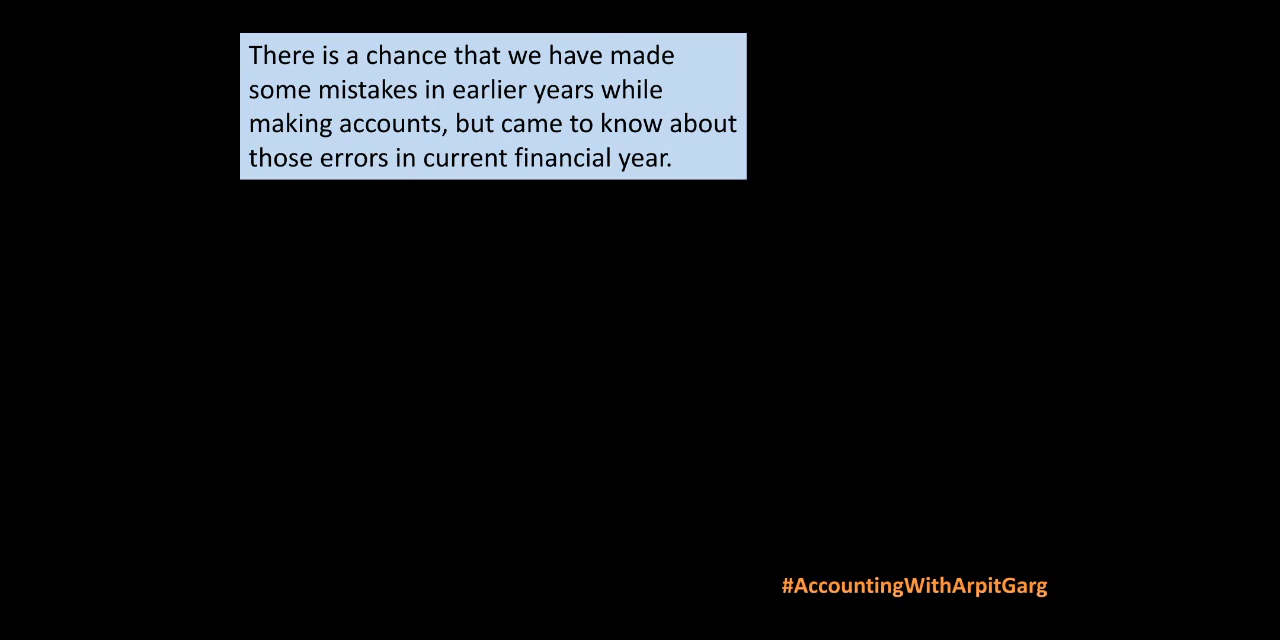 There is a chance that we have made
some mistakes in earlier years while
making accounts, but came to know about
those errors in current financial year.
#AccountingWithArpitGarg